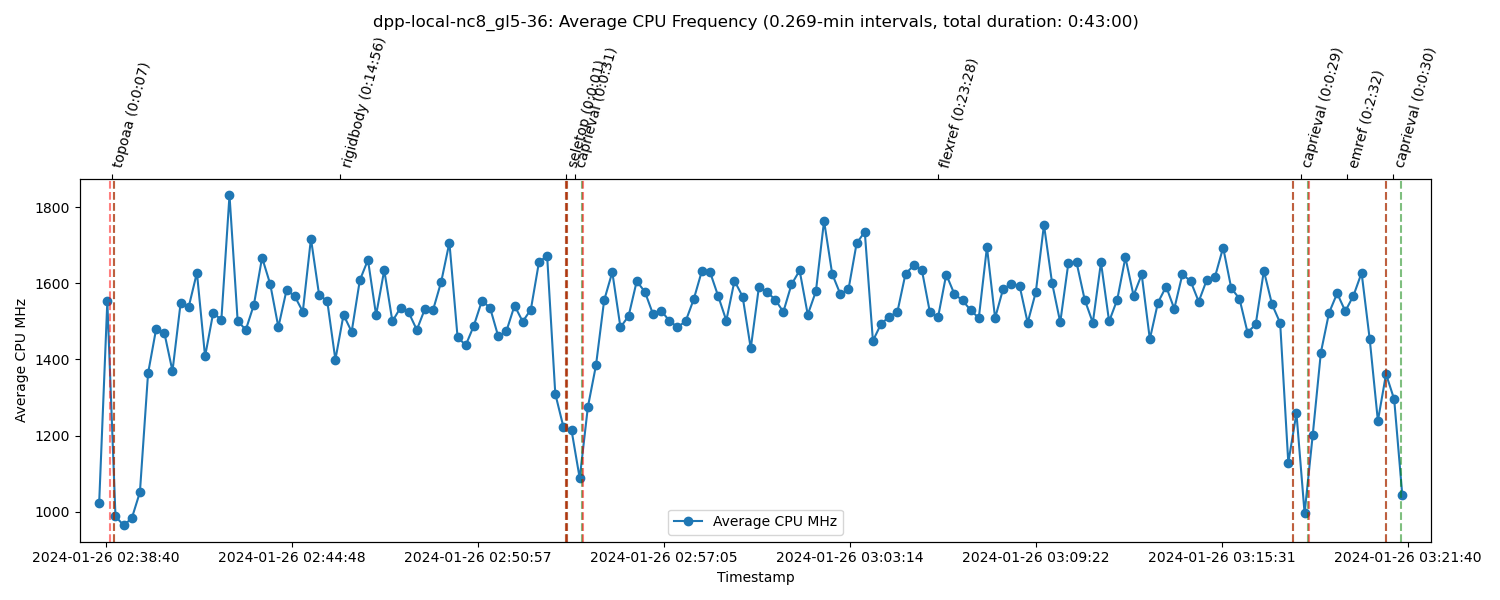 dpp-local-nc8_gl5-36: Average CPU Frequency (0.269-min intervals, total duration: 0:43:00)
topoaa (0:0:07)
rigidbody (0:14:56)
seletop (0:0:01)
caprieval (0:0:31)
flexref (0:23:28)
caprieval (0:0:29)
emref (0:2:32)
caprieval (0:0:30)
Average CPU MHz
1800
1600
1400
1200
1000
Average CPU MHz
2024-01-26 02:38:40
2024-01-26 02:44:48
2024-01-26 02:50:57
2024-01-26 02:57:05
2024-01-26 03:03:14
2024-01-26 03:09:22
2024-01-26 03:15:31
2024-01-26 03:21:40
Timestamp